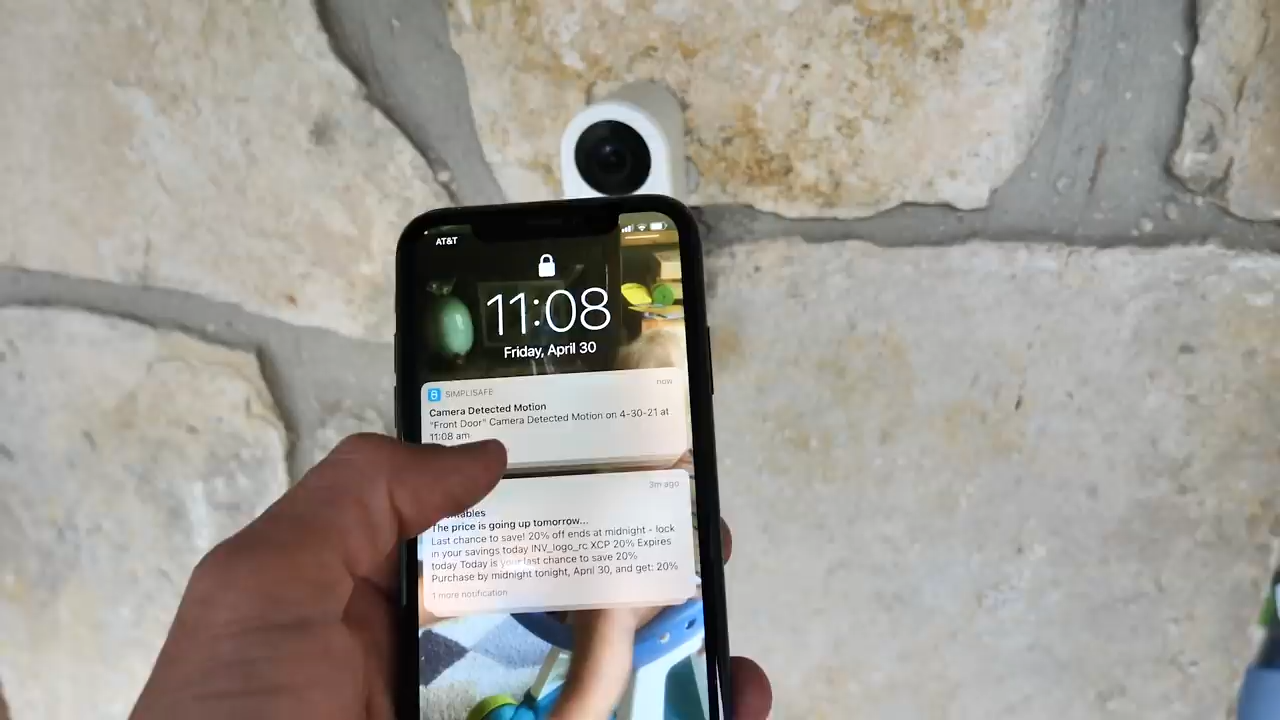 AT&T
11:08
Friday, April 30
SIMPLISAFE
now
Camera Detected Motion
"Front Door" Camera Detected Motion on 4-30-21 at
11:08 am
3m ago
The price is going up tomorrow...
Last chance to save! 20% off ends at midnight - lock
in your savings today INV_logo_rc XCP 20% Expires
today Today is your last chance to save 20%
Purchase by midnight tonight, April 30, and get: 20%
1 more notification